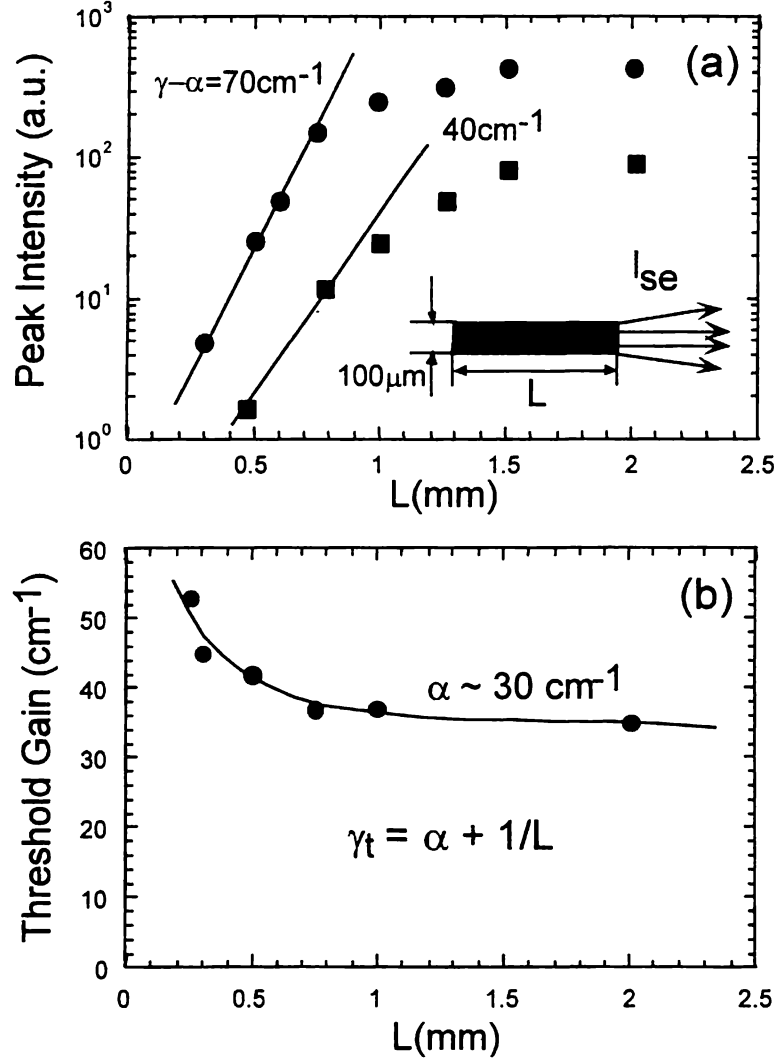 10³
(a)
γ−α=70cm⁻¹
40cm⁻¹
10²
Peak Intensity (a.u.)
10¹
Ise
100μm
L
10⁰
0 0.5 1 1.5 2 2.5
L(mm)
60
(b)
50
α ~ 30 cm⁻¹
40
Threshold Gain (cm⁻¹)
30
20
γt = α + 1/L
10
0
0 0.5 1 1.5 2 2.5
L(mm)